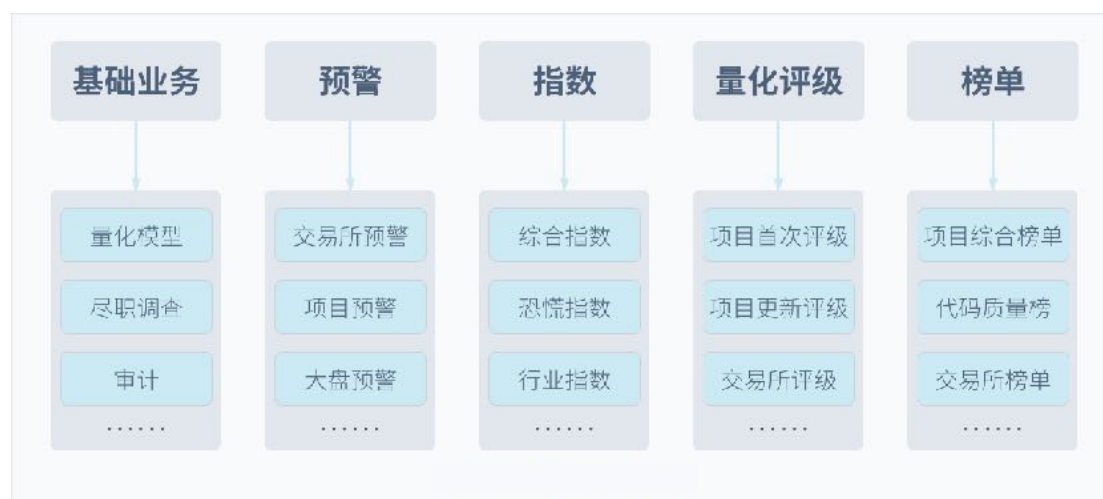 基础业务
预警
指数
量化评级
榜单
量化模型
尽职调查
审计
......
交易所预警
项目预警
大盘预警
......
综合指数
恐慌指数
行业指数
......
项目首次评级
项目更新评级
交易所评级
......
项目综合榜单
代码质量榜
交易所榜单
......